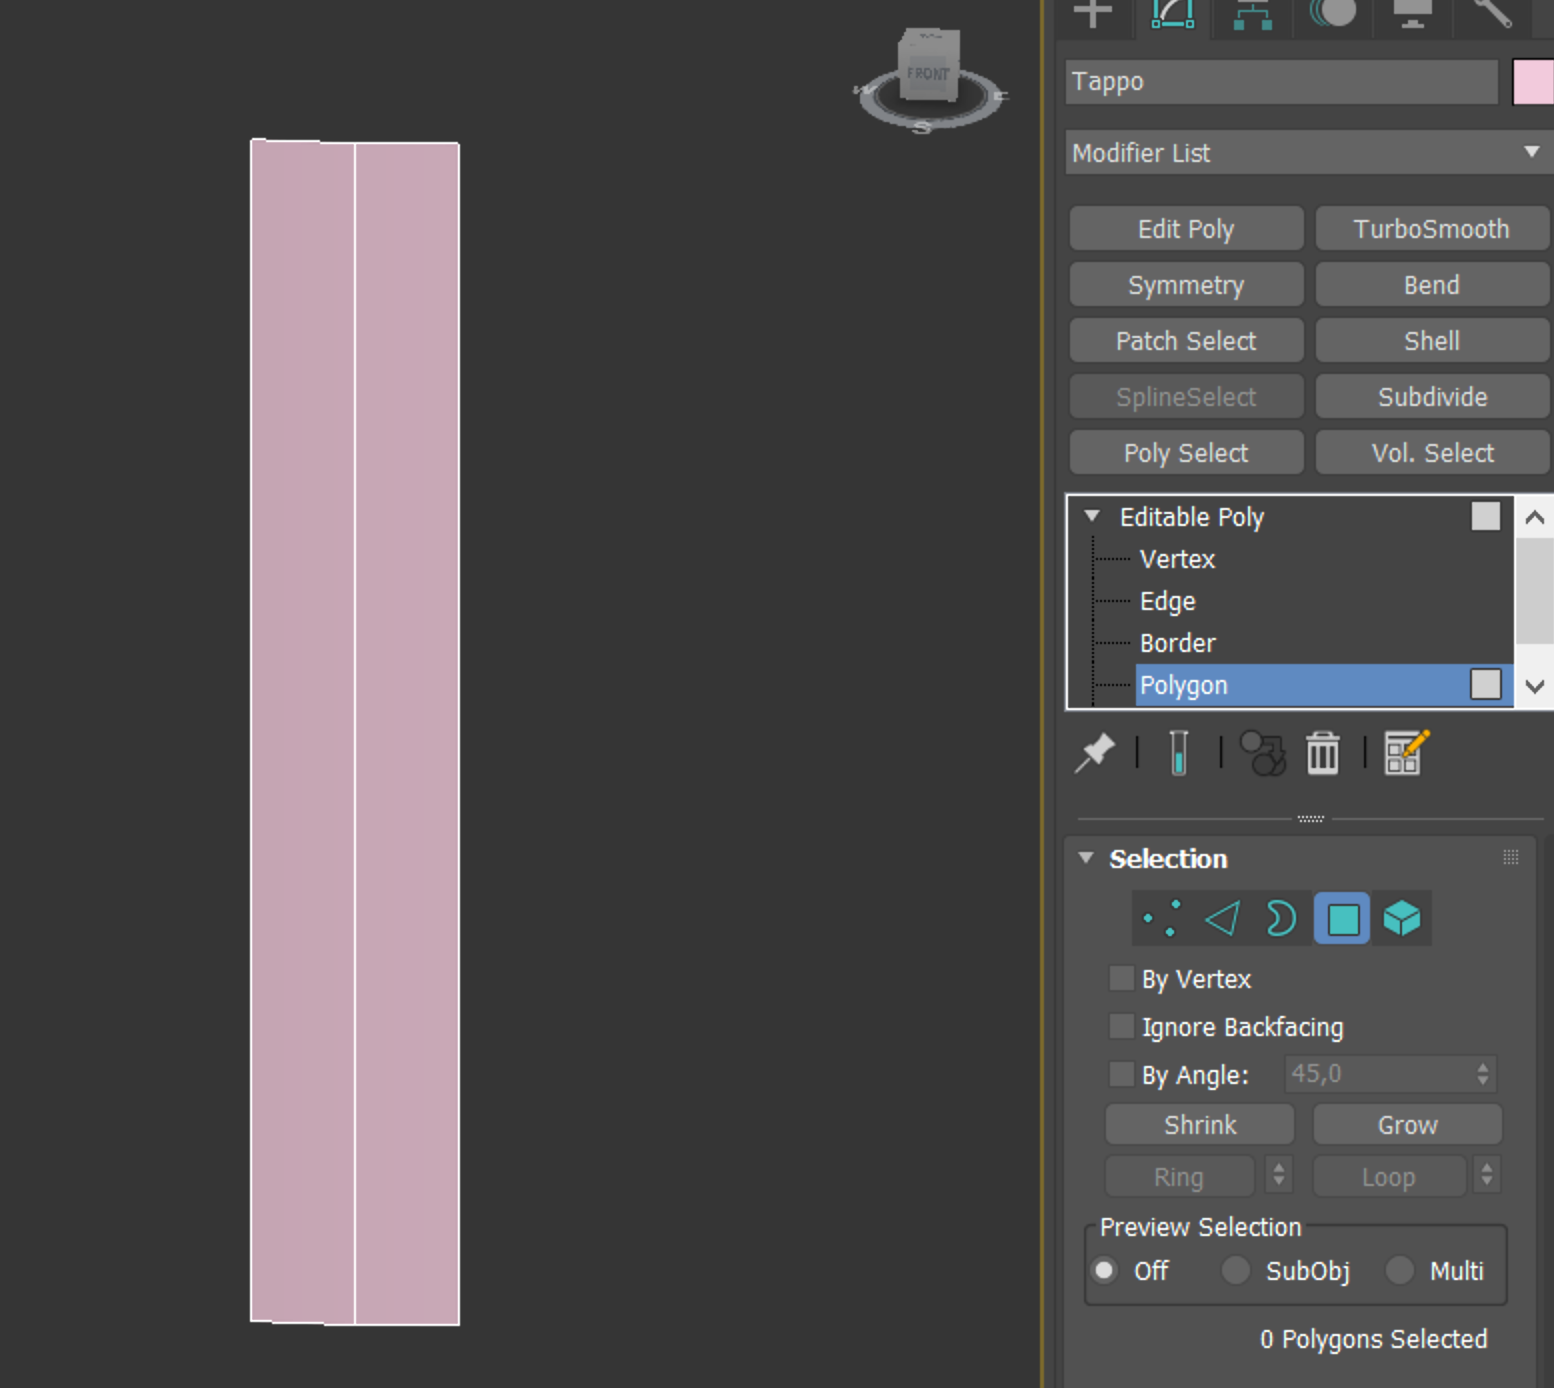 FRONT
W
E
S
Tappo
Modifier List
Edit Poly TurboSmooth
Symmetry Bend
Patch Select Shell
SplineSelect Subdivide
Poly Select Vol. Select
Editable Poly
Vertex
Edge
Border
Polygon
Selection
By Vertex
Ignore Backfacing
By Angle: 45,0
Shrink Grow
Ring Loop
Preview Selection
Off SubObj Multi
0 Polygons Selected